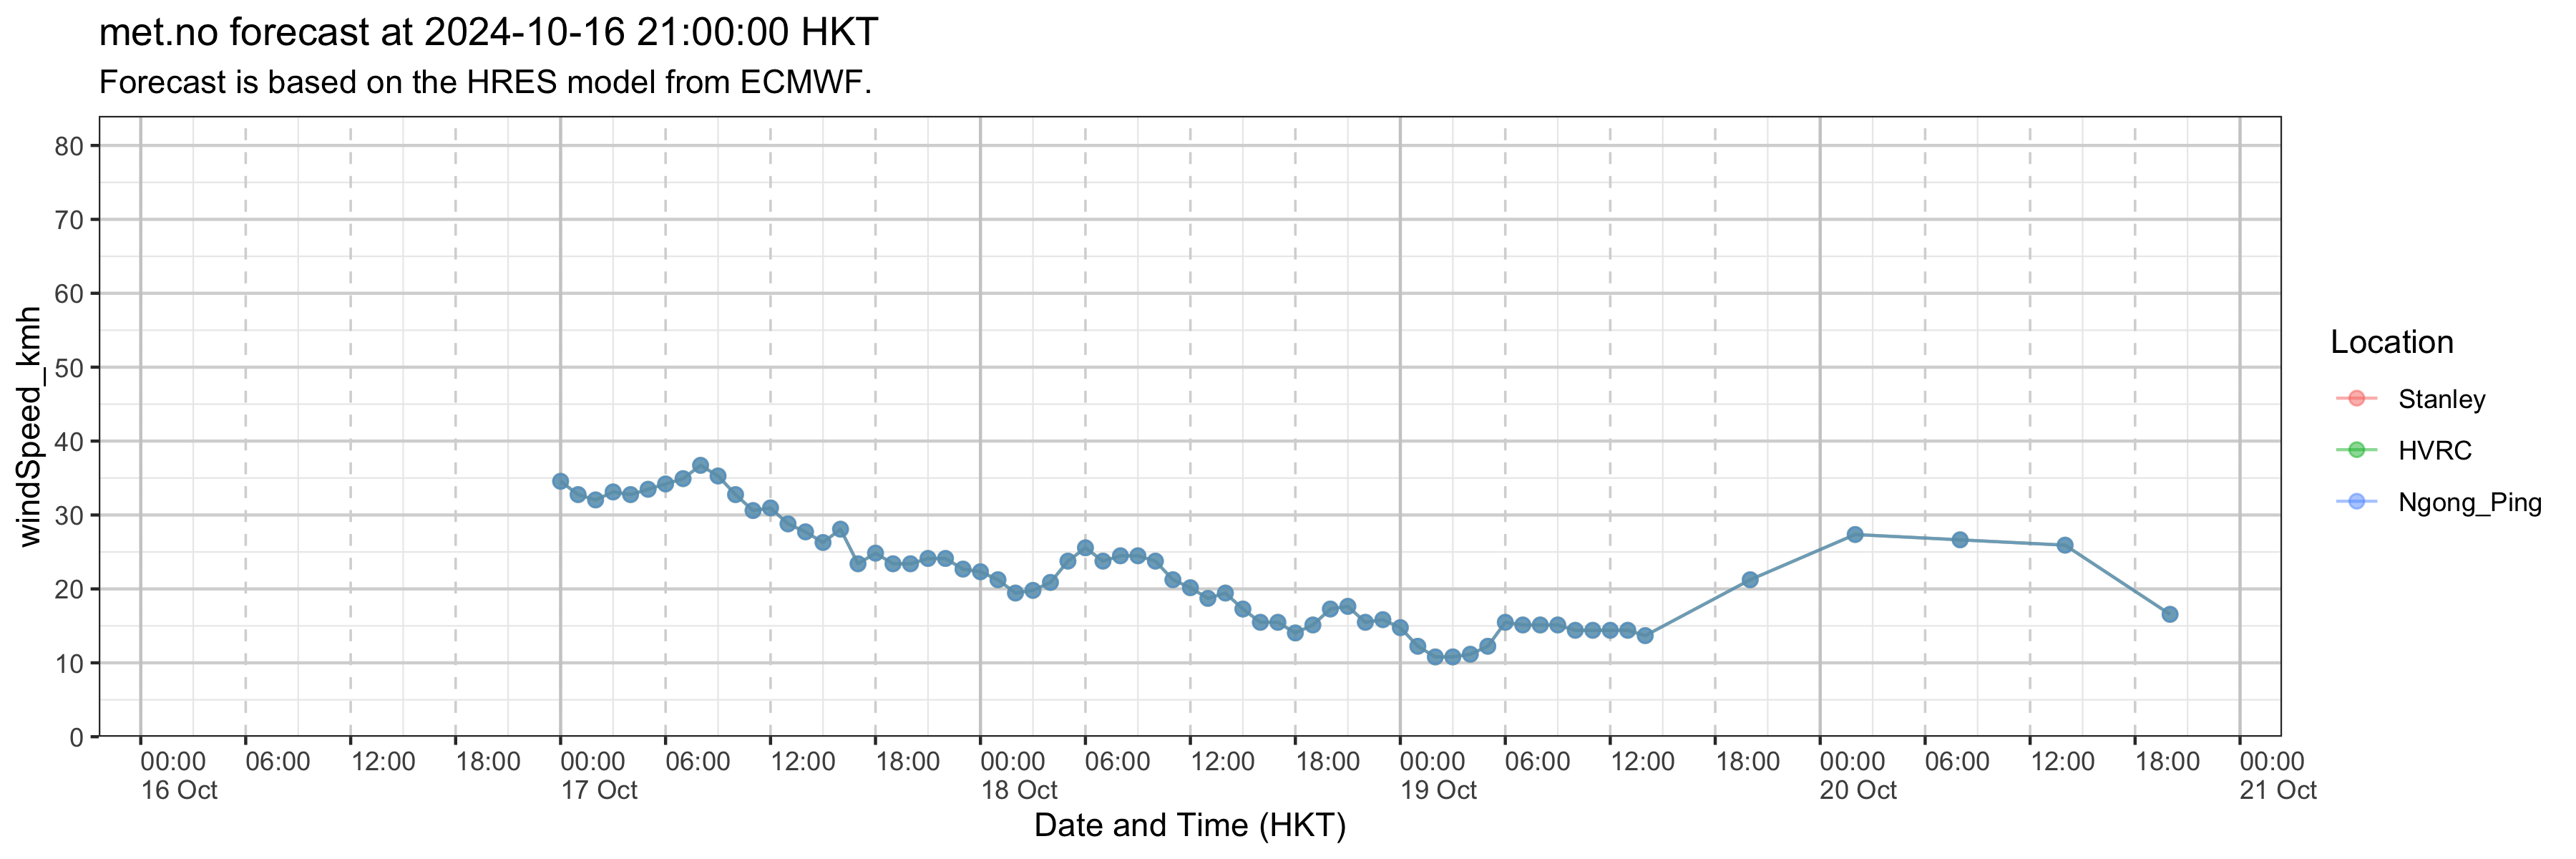 met.no forecast at 2024-10-16 21:00:00 HKT
Forecast is based on the HRES model from ECMWF.
windSpeed_kmh
80
70
60
50
40
30
20
10
0
00:00 06:00 12:00 18:00 00:00 06:00 12:00 18:00 00:00 06:00 12:00 18:00 00:00 06:00 12:00 18:00 00:00 06:00 12:00 18:00 00:00
16 Oct 17 Oct 18 Oct 19 Oct 20 Oct 21 Oct
Date and Time (HKT)
Location
Stanley
HVRC
Ngong_Ping